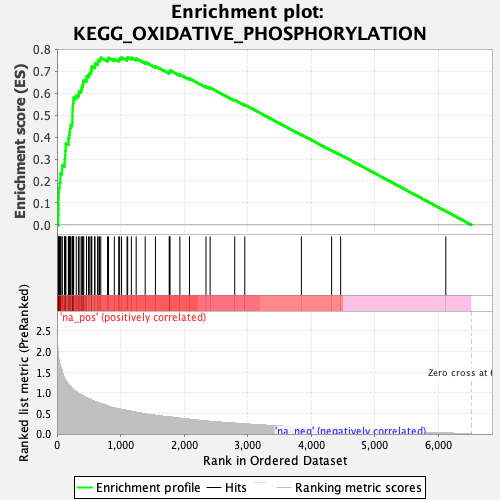 Enrichment plot:
KEGG_OXIDATIVE_PHOSPHORYLATION
Enrichment score (ES)
0.8
0.7
0.6
0.5
0.4
0.3
0.2
0.1
0.0
'na_pos' (positively correlated)
Ranked list metric (PreRanked)
2.5
2.0
1.5
1.0
0.5
0.0
Zero cross at 6
'na_neg' (negatively correlated)
0
1,000
2,000
3,000
4,000
5,000
6,000
Rank in Ordered Dataset
Enrichment profile
Hits
Ranking metric scores